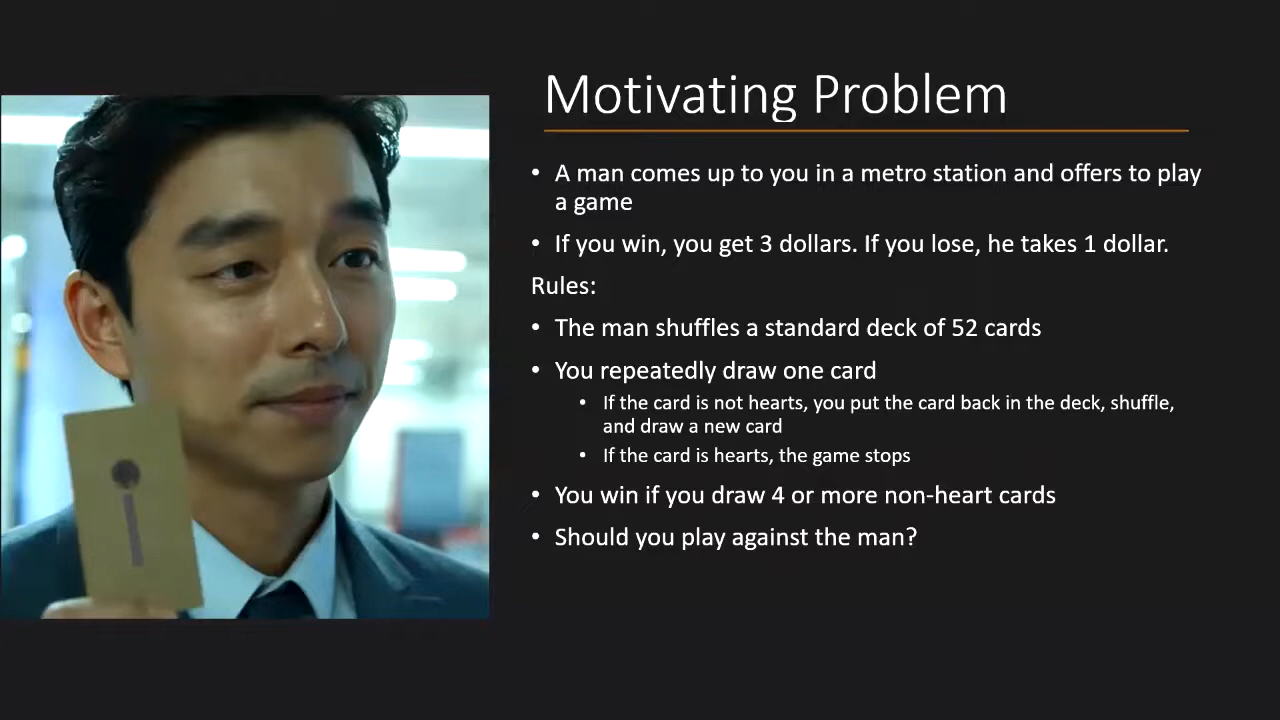 Motivating Problem
• A man comes up to you in a metro station and offers to play
a game
• If you win, you get 3 dollars. If you lose, he takes 1 dollar.
Rules:
• The man shuffles a standard deck of 52 cards
• You repeatedly draw one card
• If the card is not hearts, you put the card back in the deck, shuffle,
and draw a new card
• If the card is hearts, the game stops
• You win if you draw 4 or more non-heart cards
• Should you play against the man?